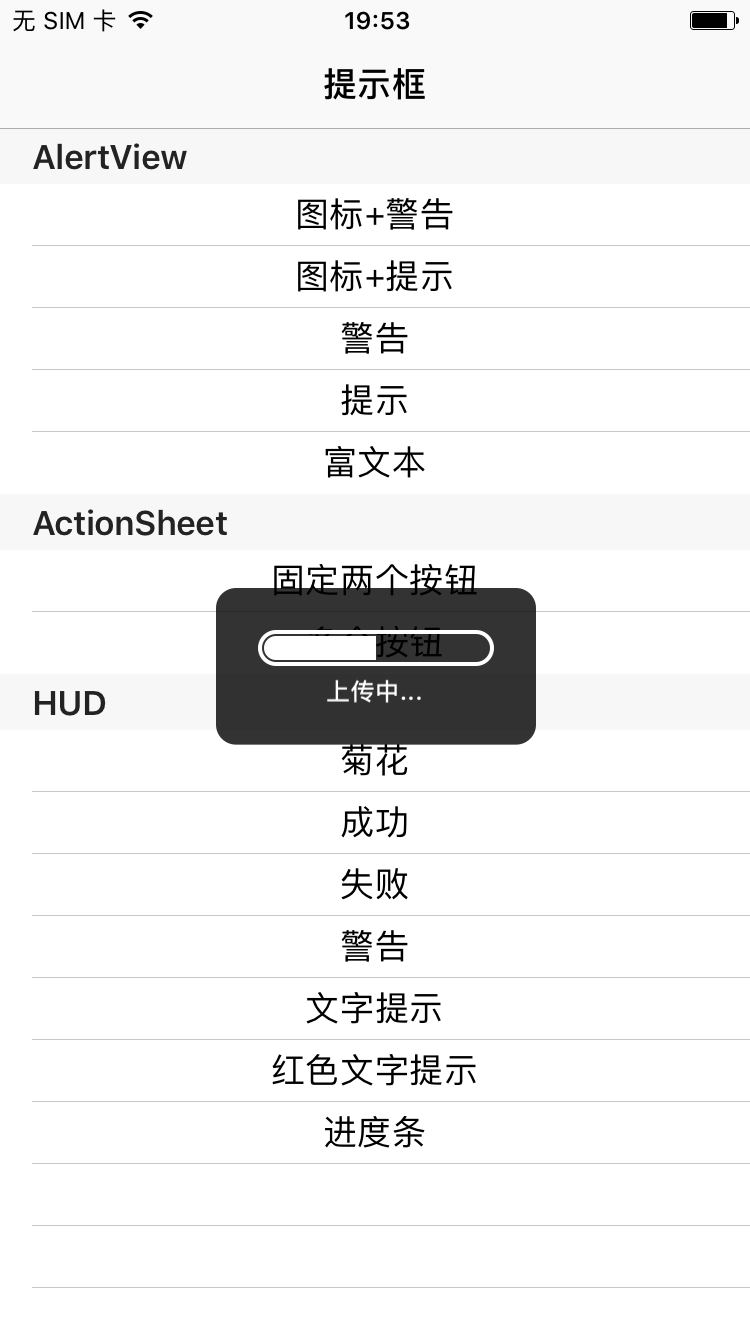 无 SIM 卡 19:53
提示框
AlertView
图标+警告
图标+提示
警告
提示
富文本
ActionSheet
固定两个按钮
多个按钮
上传中...
HUD
菊花
成功
失败
警告
文字提示
红色文字提示
进度条